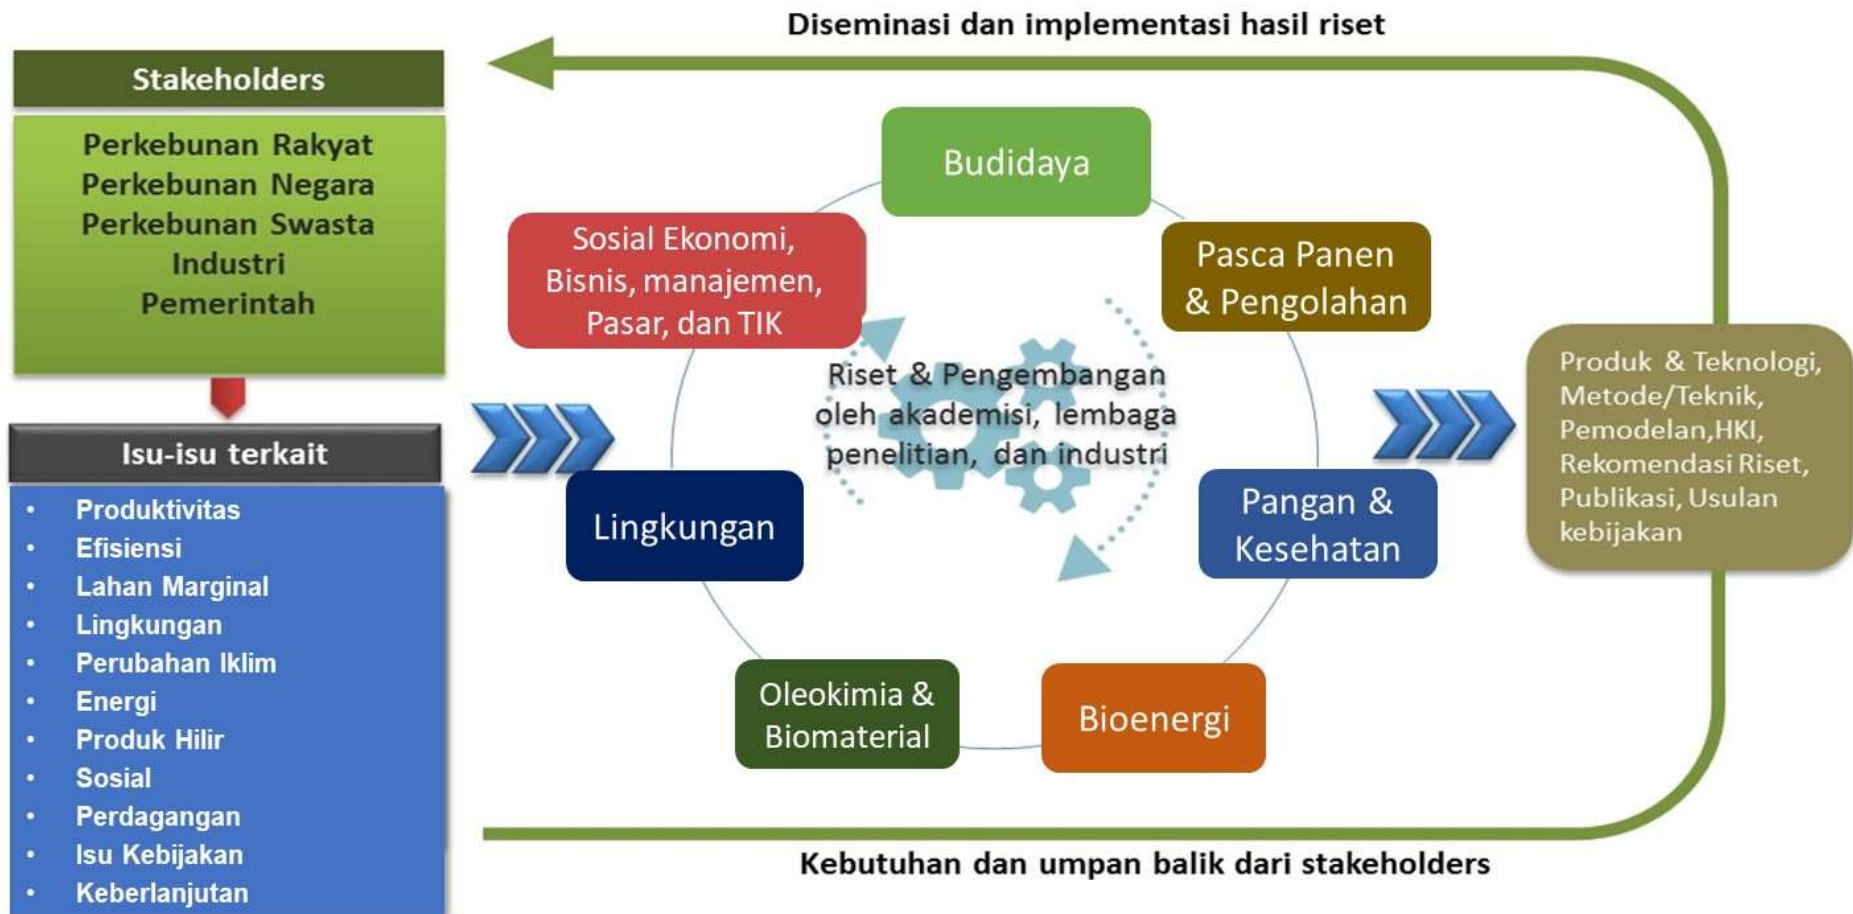 Diseminasi dan implementasi hasil riset
Stakeholders
Perkebunan Rakyat
Perkebunan Negara
Perkebunan Swasta
Industri
Pemerintah
Isu-isu terkait
• Produktivitas
• Efisiensi
• Lahan Marginal
• Lingkungan
• Perubahan Iklim
• Energi
• Produk Hilir
• Sosial
• Perdagangan
• Isu Kebijakan
• Keberlanjutan
Budidaya
Sosial Ekonomi,
Bisnis, manajemen,
Pasar, dan TIK
Pasca Panen
& Pengolahan
Riset & Pengembangan
oleh akademisi, lembaga
penelitian, dan industri
Lingkungan
Pangan &
Kesehatan
Oleokimia &
Biomaterial
Bioenergi
Produk & Teknologi,
Metode/Teknik,
Pemodelan,HKI,
Rekomendasi Riset,
Publikasi, Usulan
kebijakan
Kebutuhan dan umpan balik dari stakeholders